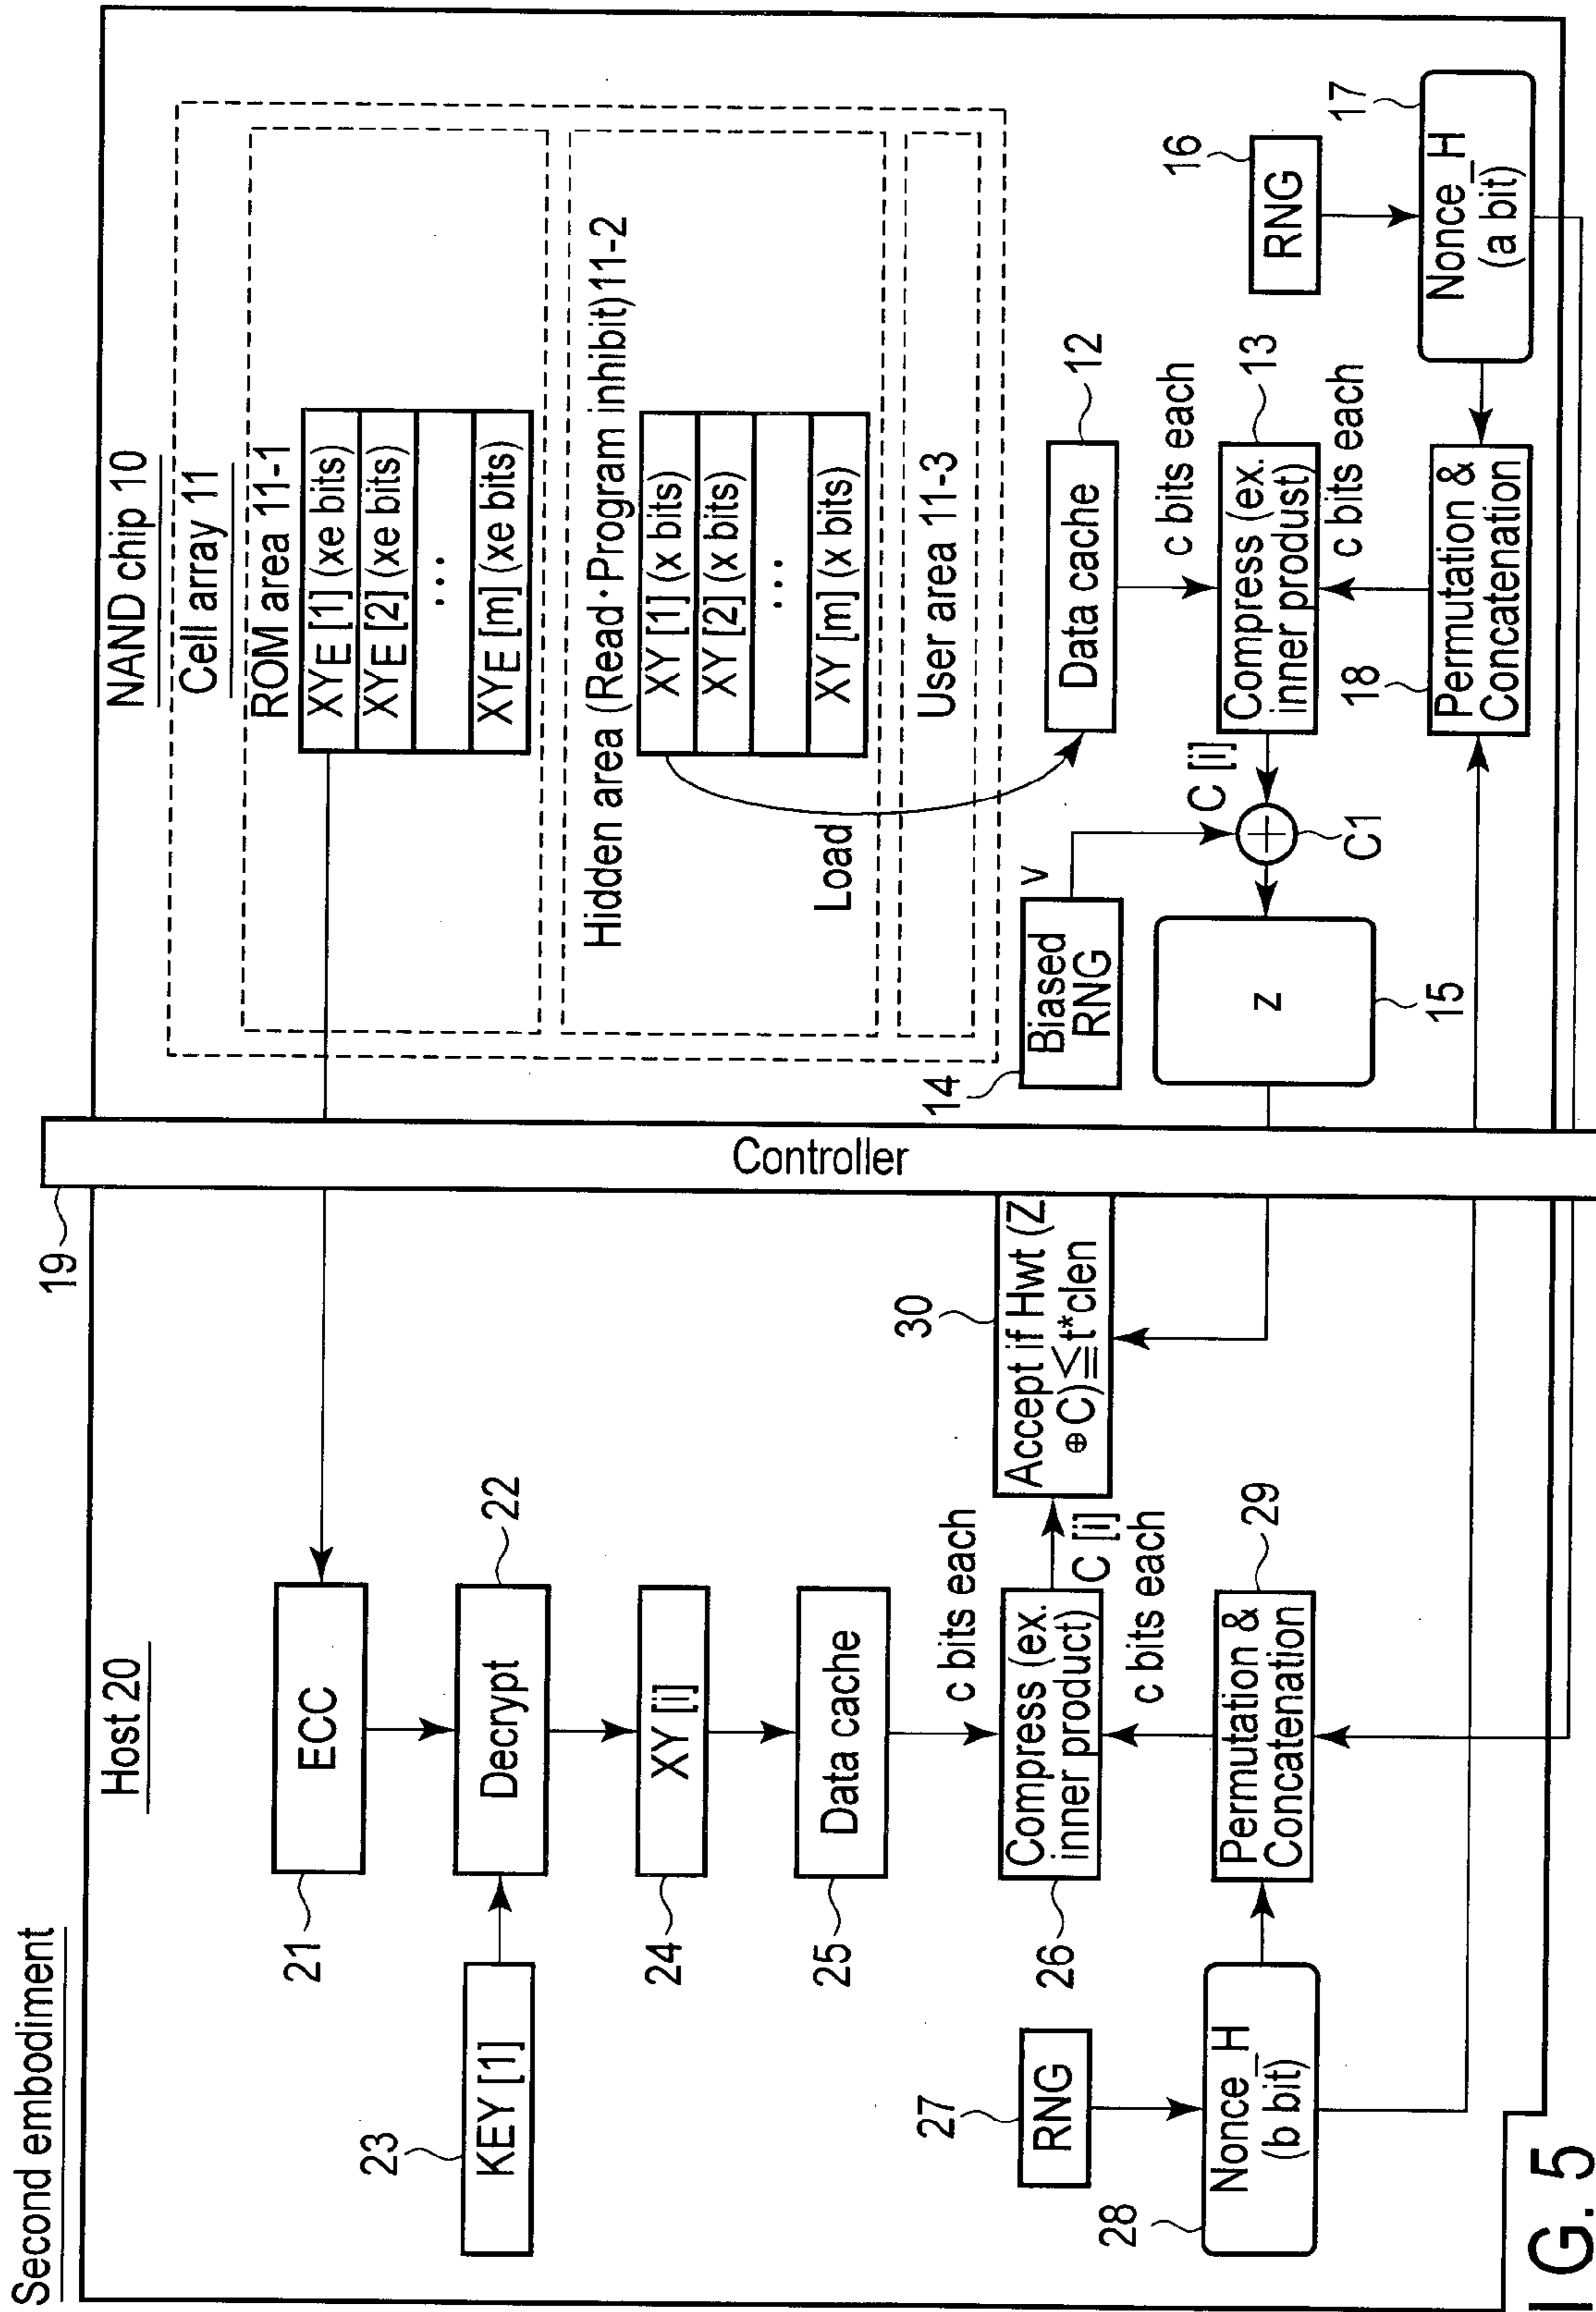 Second embodiment
Host 20
ECC
21
Decrypt
22
KEY [1]
23
XY [i]
24
Data cache
25
c bits each
Compress (ex.
inner product)
26
C [i]
c bits each
Permutation &
Concatenation
29
RNG
27
Nonce_H
(b bit)
28
Accept if Hwt (Z
⊕ C)≦t*clen
30
19
Controller
NAND chip 10
Cell array 11
ROM area 11-1
XYE [1] (xe bits)
XYE [2] (xe bits)
...
XYE [m] (xe bits)
Hidden area (Read·Program inhibit)11-2
XY [1] (x bits)
XY [2] (x bits)
...
XY [m] (x bits)
Load
User area 11-3
Data cache
12
c bits each
Compress (ex.
inner produst)
13
c bits each
C [i]
C1
Biased
RNG
14
v
z
15
RNG
16
Nonce_H
(a bit)
17
Permutation &
Concatenation
18
IG. 5